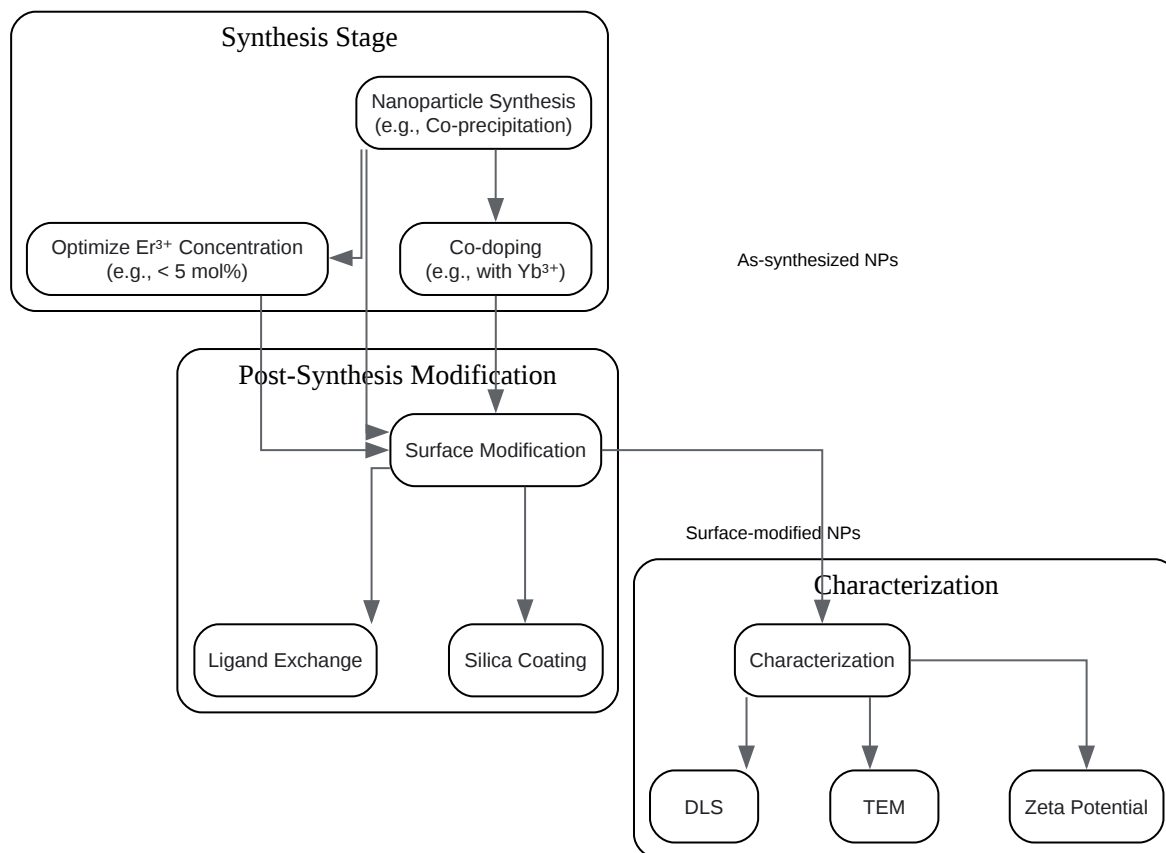 Synthesis Stage
Nanoparticle Synthesis
(e.g., Co-precipitation)
Optimize Er³⁺ Concentration
(e.g., < 5 mol%)
Co-doping
(e.g., with Yb³⁺)
As-synthesized NPs
Post-Synthesis Modification
Surface Modification
Surface-modified NPs
Ligand Exchange
Silica Coating
Characterization
Characterization
DLS
TEM
Zeta Potential